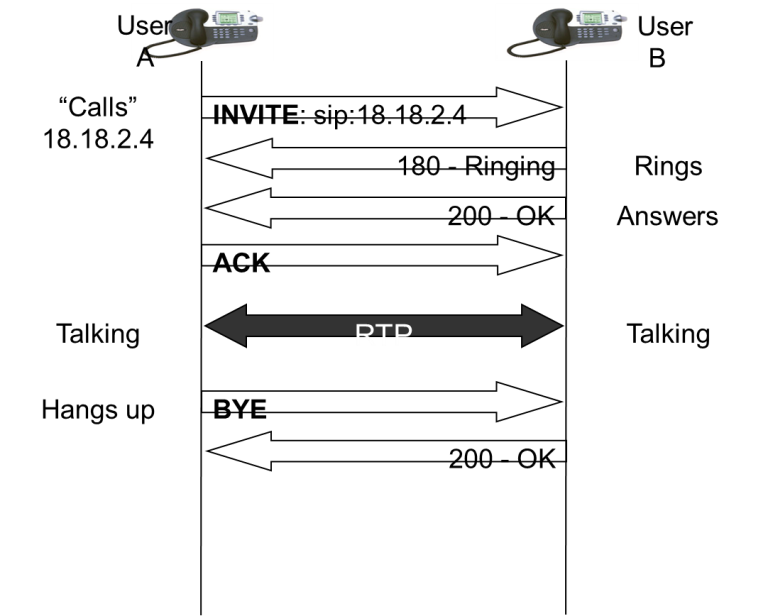 User
A
User
B
“Calls”
18.18.2.4
INVITE: sip:18.18.2.4
180 - Ringing
Rings
200 - OK
Answers
ACK
Talking
RTP
Talking
Hangs up
BYE
200 - OK